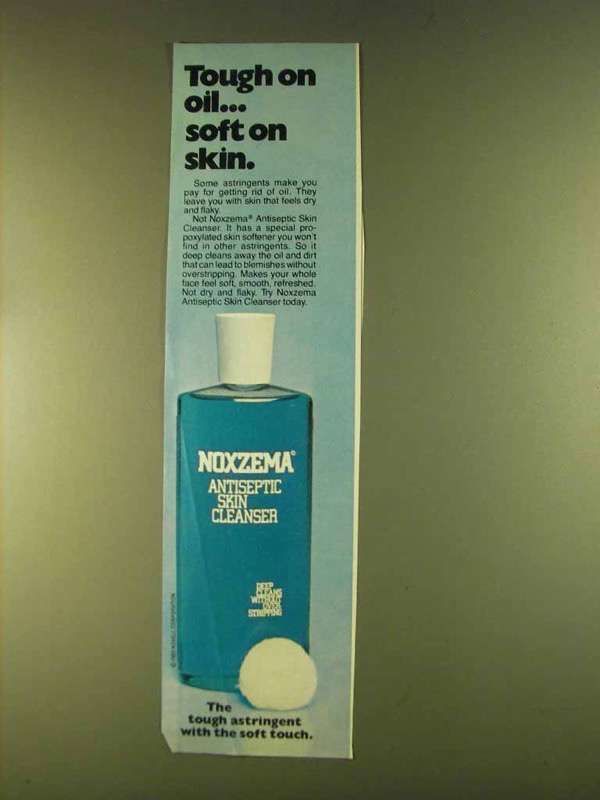 Tough on
oil...
soft on
skin.
Some astringents make you
pay for getting rid of oil. They
leave you with skin that feels dry
and flaky.
Not Noxzema® Antiseptic Skin
Cleanser. It has a special pro-
poxylated skin softener you won't
find in other astringents. So it
deep cleans away the oil and dirt
that can lead to blemishes without
overstripping. Makes your whole
face feel soft, smooth, refreshed.
Not dry and flaky. Try Noxzema
Antiseptic Skin Cleanser today.
NOXZEMA®
ANTISEPTIC
SKIN
CLEANSER
DEEP
CLEANS
WITHOUT
OVER
STRIPPING
CORPORATION
The
tough astringent
with the soft touch.